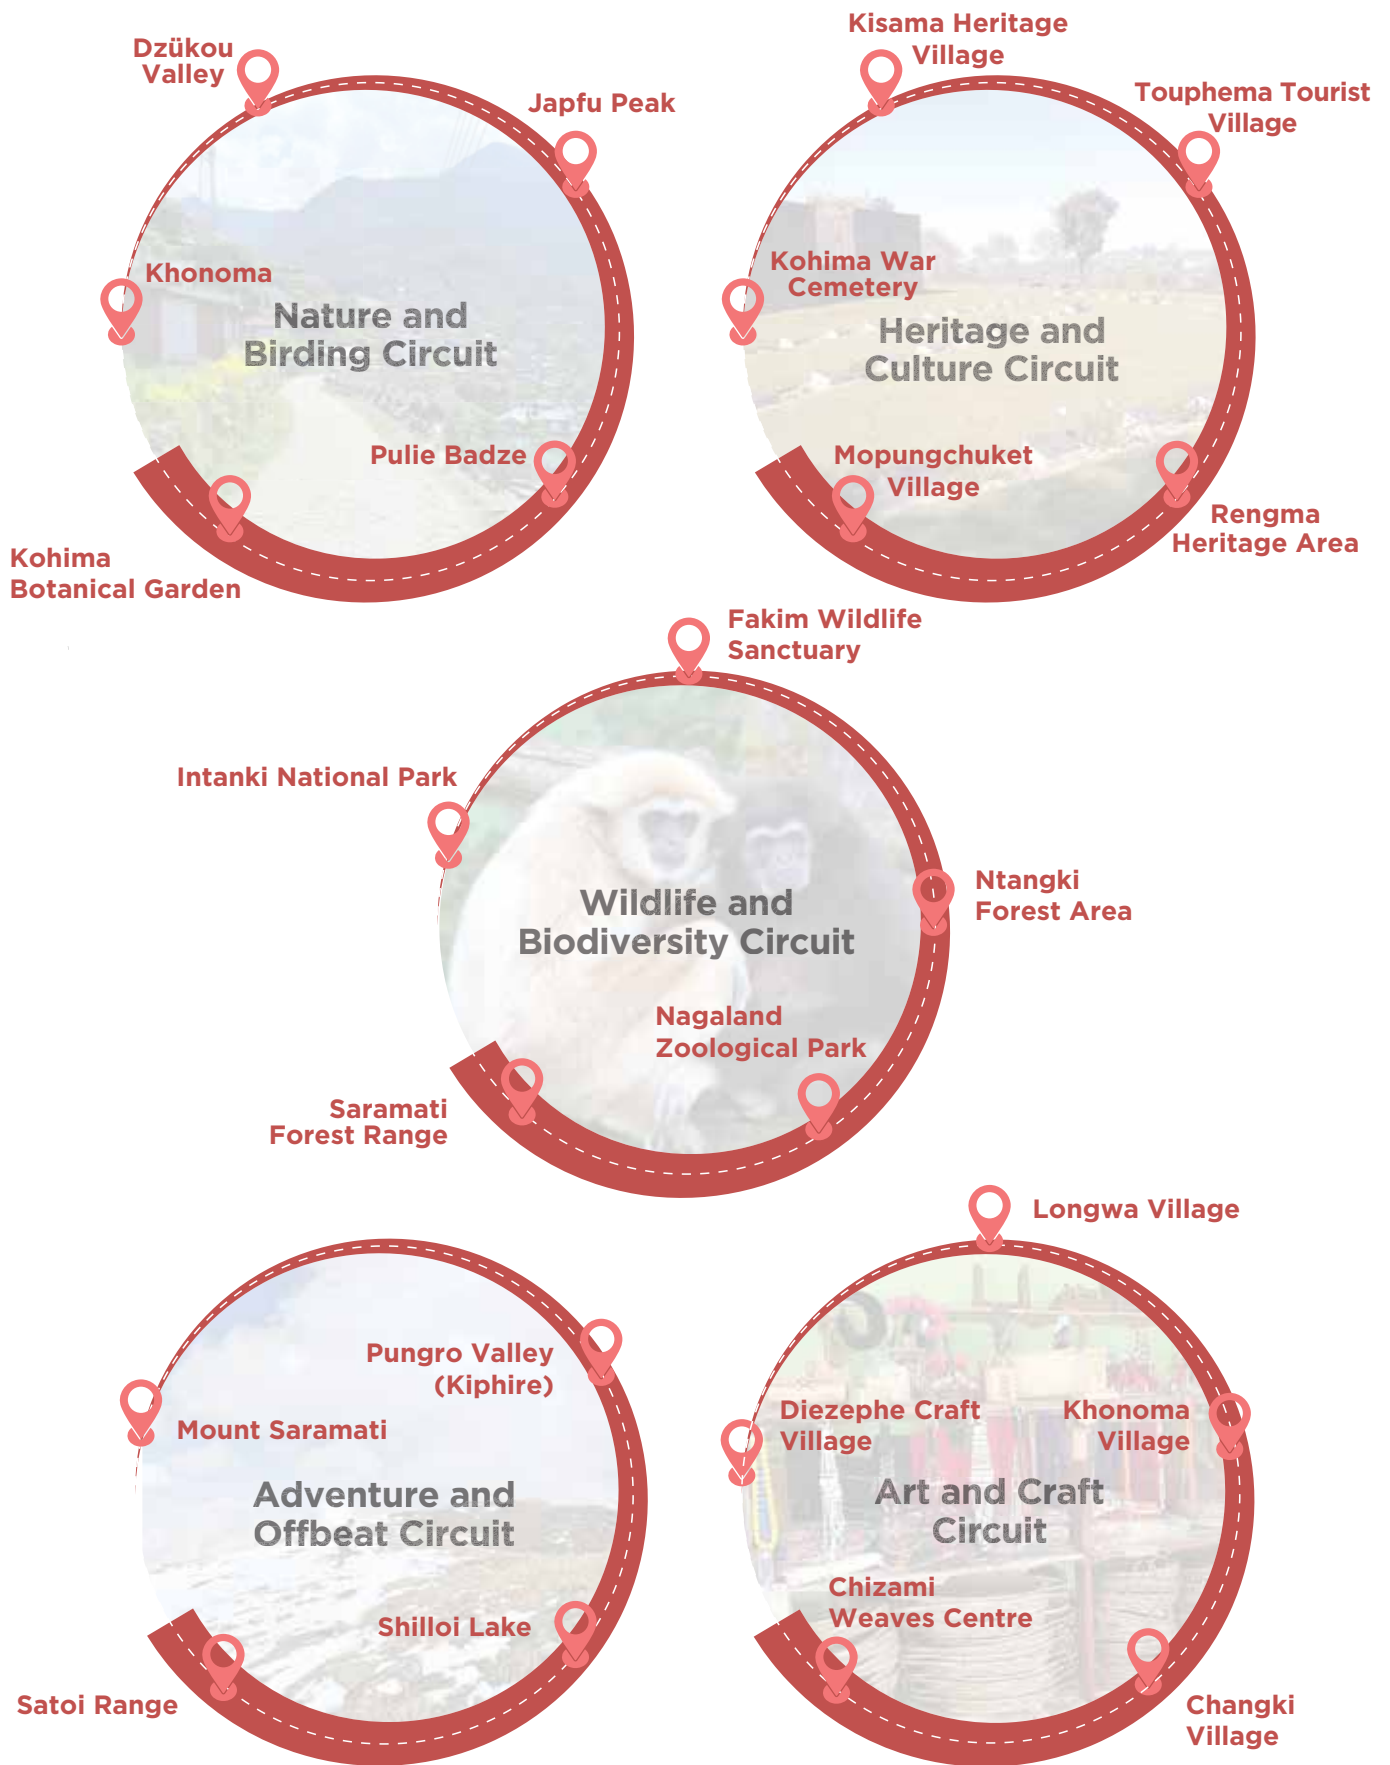 Dzükou
Valley
Japfu Peak
Khonoma
Nature and
Birding Circuit
Pulie Badze
Kohima
Botanical Garden
Kisama Heritage
Village
Touphema Tourist
Village
Kohima War
Cemetery
Heritage and
Culture Circuit
Mopungchuket
Village
Rengma
Heritage Area
Fakim Wildlife
Sanctuary
Intanki National Park
Ntangki
Forest Area
Wildlife and
Biodiversity Circuit
Nagaland
Zoological Park
Saramati
Forest Range
Pungro Valley
(Kiphire)
Mount Saramati
Adventure and
Offbeat Circuit
Shilloi Lake
Satoi Range
Longwa Village
Diezephe Craft
Village
Khonoma
Village
Art and Craft
Circuit
Chizami
Weaves Centre
Changki
Village